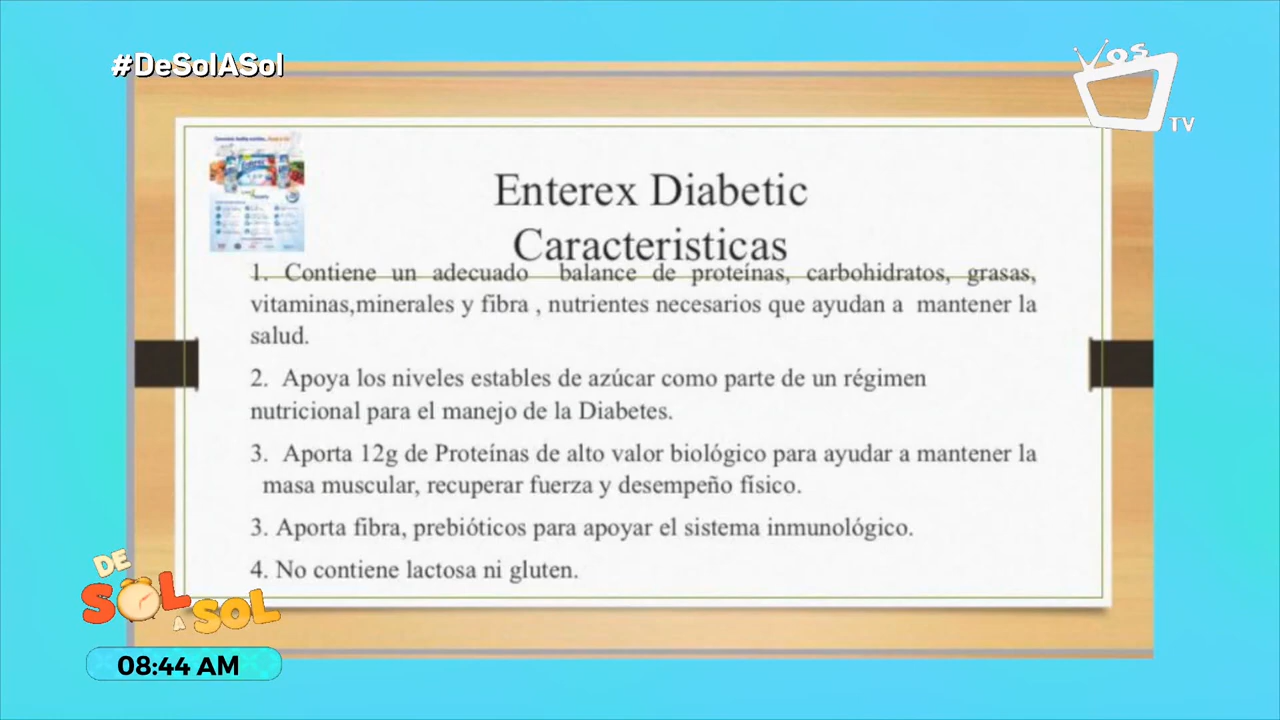 #DeSolASol
OS
TV
Enterex Diabetic
Caracteristicas
1. Contiene un adecuado balance de proteínas, carbohidratos, grasas,
vitaminas,minerales y fibra , nutrientes necesarios que ayudan a mantener la
salud.
2. Apoya los niveles estables de azúcar como parte de un régimen
nutricional para el manejo de la Diabetes.
3. Aporta 12g de Proteínas de alto valor biológico para ayudar a mantener la
masa muscular, recuperar fuerza y desempeño físico.
3. Aporta fibra, prebióticos para apoyar el sistema inmunológico.
4. No contiene lactosa ni gluten.
DE
SOL
A SOL
08:44 AM